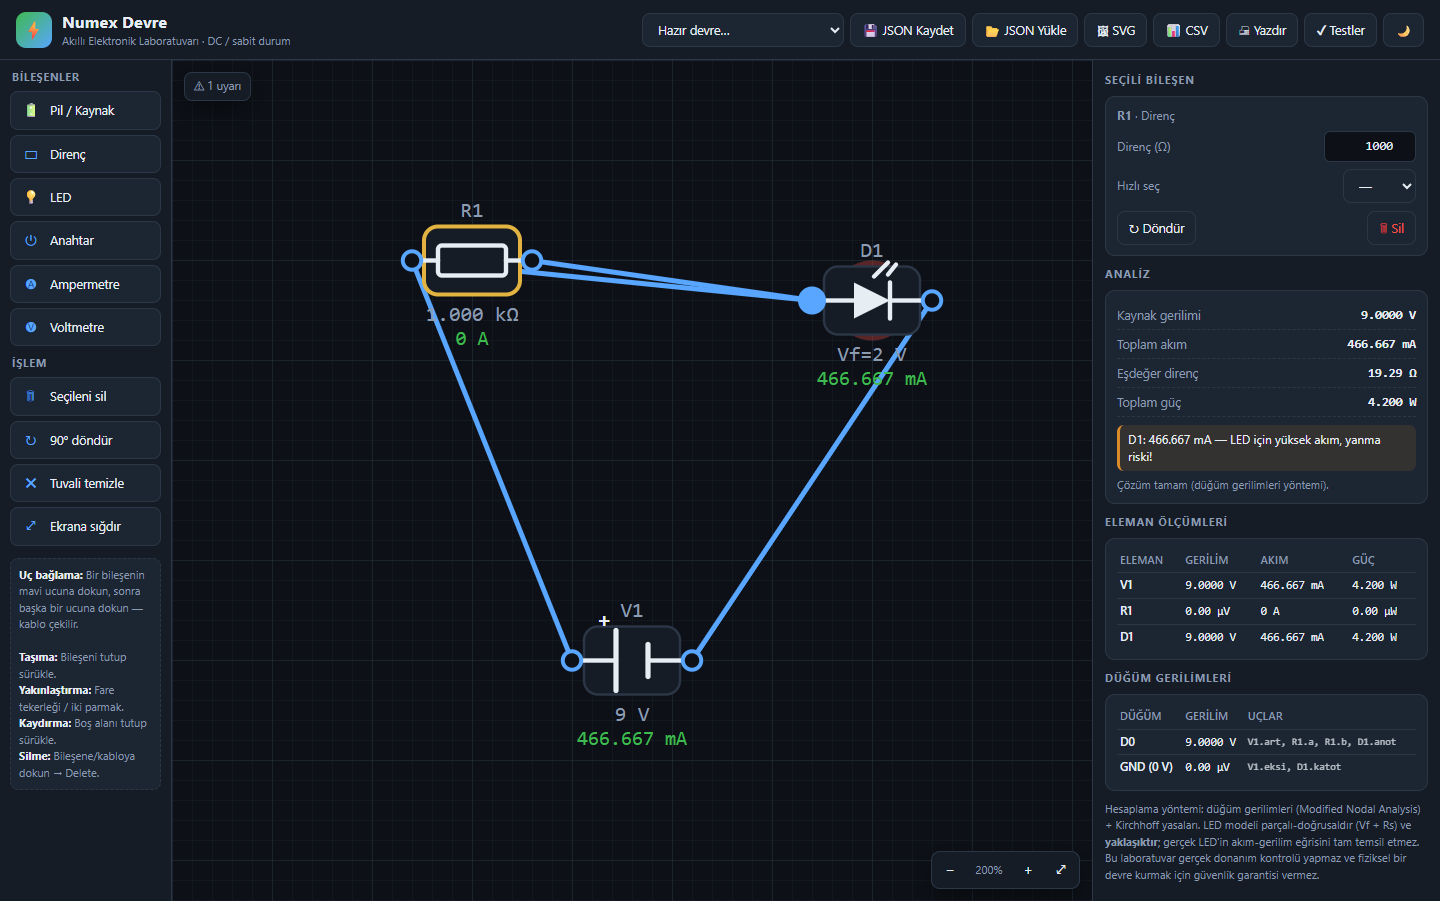 Numex Devre
Akıllı Elektronik Laboratuvarı · DC / sabit durum
Hazır devre...
JSON Kaydet
JSON Yükle
SVG
CSV
Yazdır
✓ Testler
BİLEŞENLER
Pil / Kaynak
Direnç
LED
Anahtar
Ampermetre
Voltmetre
İŞLEM
Seçileni sil
90° döndür
Tuvali temizle
Ekrana sığdır
Uç bağlama: Bir bileşenin
mavi ucuna dokun, sonra
başka bir ucuna dokun —
kablo çekilir.
Taşıma: Bileşeni tutup
sürükle.
Yakınlaştırma: Fare
tekerleği / iki parmak.
Kaydırma: Boş alanı tutup
sürükle.
Silme: Bileşene/kabloya
dokun → Delete.
⚠ 1 uyarı
R1
1.000 kΩ
0 A
D1
Vf=2 V
466.667 mA
V1
+
9 V
466.667 mA
− 200% +
SEÇİLİ BİLEŞEN
R1 · Direnç
Direnç (Ω) 1000
Hızlı seç —
↻ Döndür
Sil
ANALİZ
Kaynak gerilimi 9.0000 V
Toplam akım 466.667 mA
Eşdeğer direnç 19.29 Ω
Toplam güç 4.200 W
D1: 466.667 mA — LED için yüksek akım, yanma
riski!
Çözüm tamam (düğüm gerilimleri yöntemi).
ELEMAN ÖLÇÜMLERİ
ELEMAN GERİLİM AKIM GÜÇ
V1 9.0000 V 466.667 mA 4.200 W
R1 0.00 µV 0 A 0.00 µW
D1 9.0000 V 466.667 mA 4.200 W
DÜĞÜM GERİLİMLERİ
DÜĞÜM GERİLİM UÇLAR
D0 9.0000 V V1.art, R1.a, R1.b, D1.anot
GND (0 V) 0.00 µV V1.eksi, D1.katot
Hesaplama yöntemi: düğüm gerilimleri (Modified Nodal Analysis)
+ Kirchhoff yasaları. LED modeli parçalı-doğrusaldır (Vf + Rs) ve
yaklaşıktır; gerçek LED'in akım-gerilim eğrisini tam temsil etmez.
Bu laboratuvar gerçek donanım kontrolü yapmaz ve fiziksel bir
devre kurmak için güvenlik garantisi vermez.